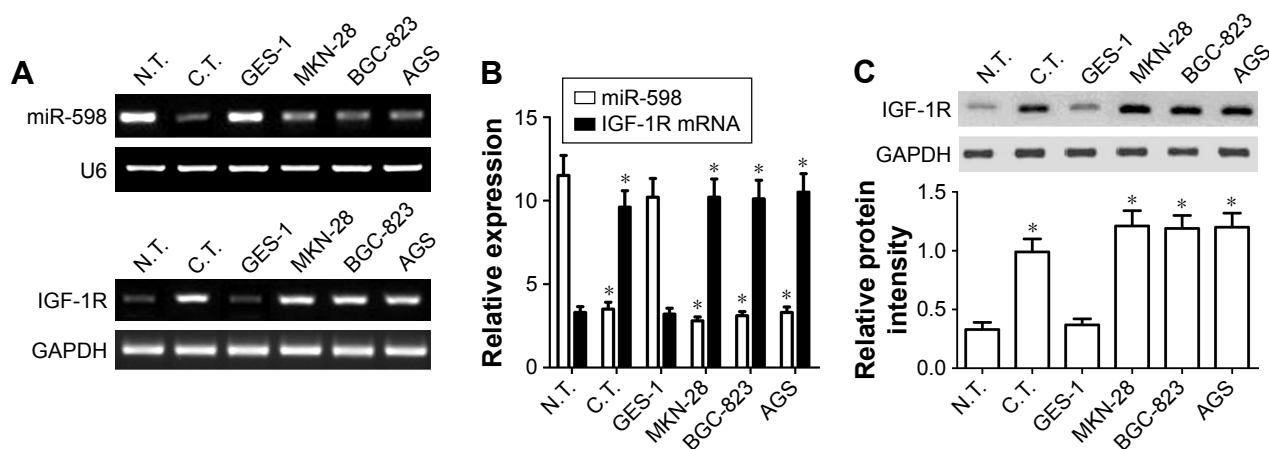 A
N.T.
C.T.
GES-1
MKN-28
BGC-823
AGS
miR-598
U6
N.T.
C.T.
GES-1
MKN-28
BGC-823
AGS
IGF-1R
GAPDH
B
miR-598
IGF-1R mRNA
Relative expression
15
10
5
0
* * * * * * * *
N.T.
C.T.
GES-1
MKN-28
BGC-823
AGS
C
N.T.
C.T.
GES-1
MKN-28
BGC-823
AGS
IGF-1R
GAPDH
Relative protein
intensity
1.5
1.0
0.5
0.0
* * * *
N.T.
C.T.
GES-1
MKN-28
BGC-823
AGS